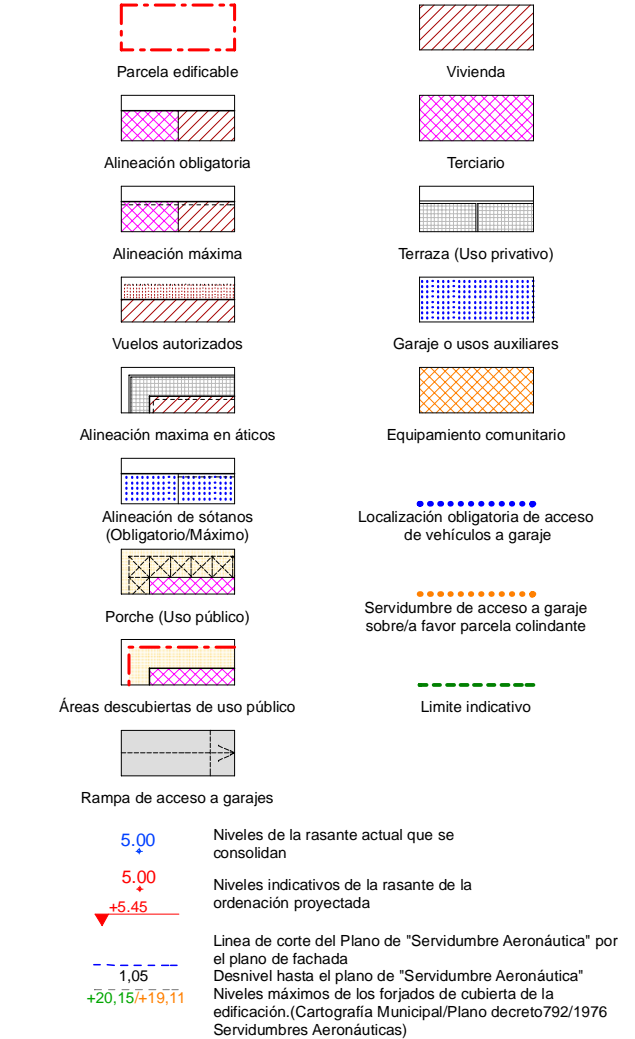 Parcela edificable
Vivienda
Alineación obligatoria
Terciario
Alineación máxima
Terraza (Uso privativo)
Vuelos autorizados
Garaje o usos auxiliares
Alineación maxima en áticos
Equipamiento comunitario
Alineación de sótanos
(Obligatorio/Máximo)
Localización obligatoria de acceso
de vehículos a garaje
Porche (Uso público)
Servidumbre de acceso a garaje
sobre/a favor parcela colindante
Áreas descubiertas de uso público
Limite indicativo
Rampa de acceso a garajes
5.00
Niveles de la rasante actual que se
consolidan
5.00
+5.45
Niveles indicativos de la rasante de la
ordenación proyectada
Linea de corte del Plano de "Servidumbre Aeronáutica" por
el plano de fachada
1,05
Desnivel hasta el plano de "Servidumbre Aeronáutica"
+20,15/+19,11
Niveles máximos de los forjados de cubierta de la
edificación.(Cartografía Municipal/Plano decreto792/1976
Servidumbres Aeronáuticas)